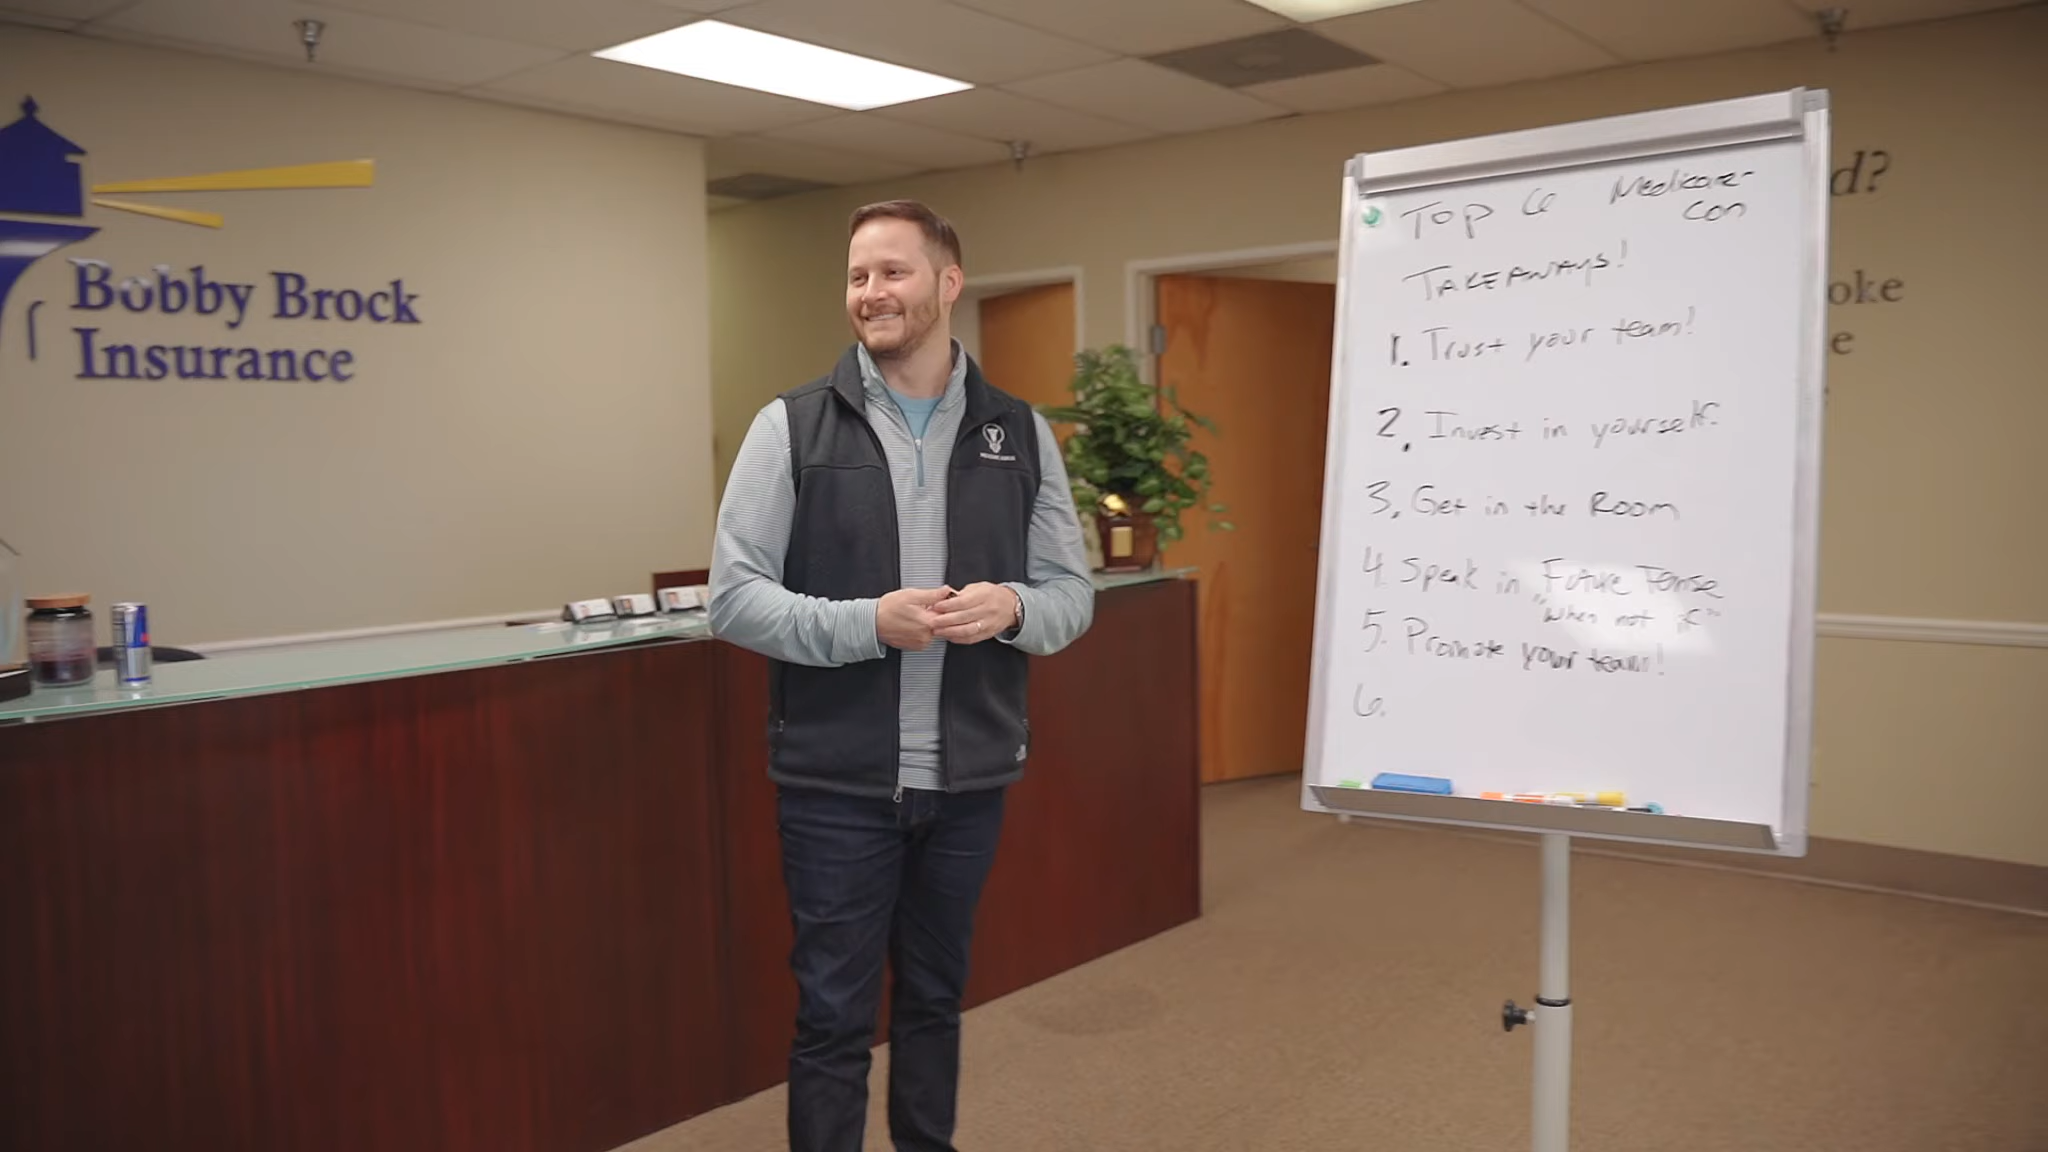 Bobby Brock
Insurance
Top 6 Medicare-
con
TAKEAWAYS!
1. Trust your team!
2. Invest in yourself.
3. Get in the Room
4. Speak in Future Tense
"when not if"
5. Promote your team!
6.
d?
oke
e